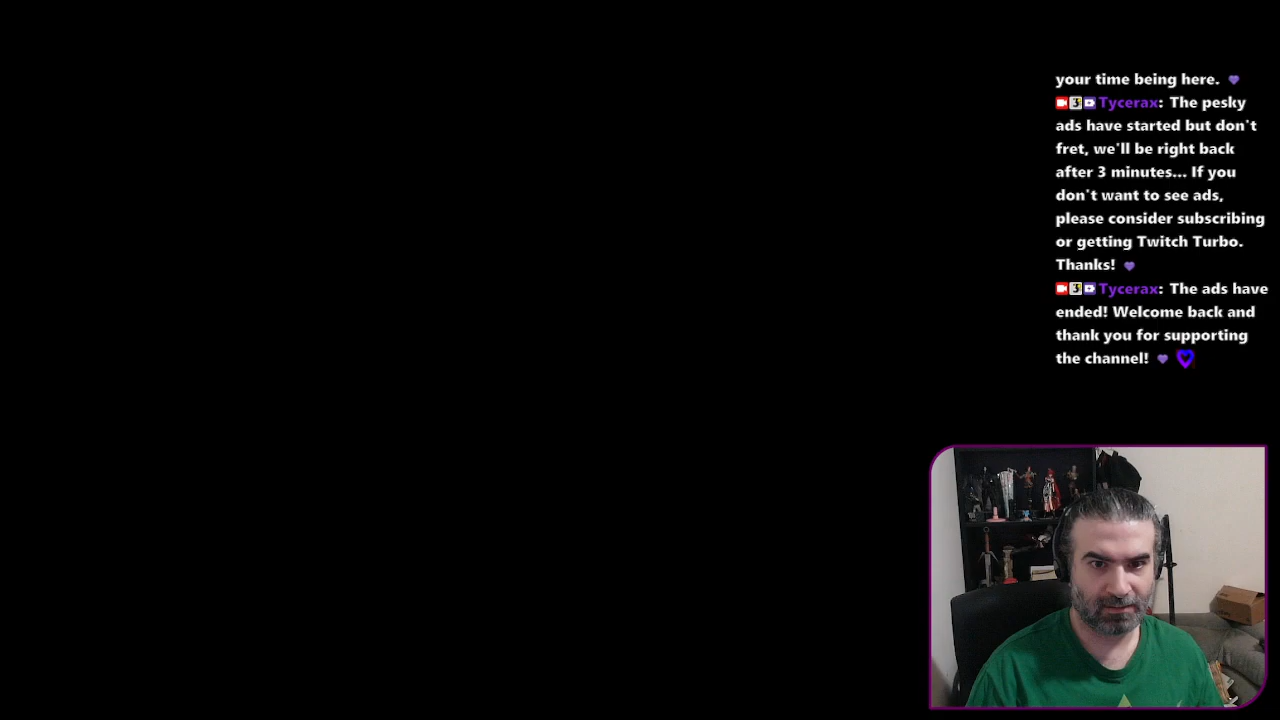 your time being here.
Tycerax: The pesky
ads have started but don't
fret, we'll be right back
after 3 minutes... If you
don't want to see ads,
please consider subscribing
or getting Twitch Turbo.
Thanks!
Tycerax: The ads have
ended! Welcome back and
thank you for supporting
the channel!